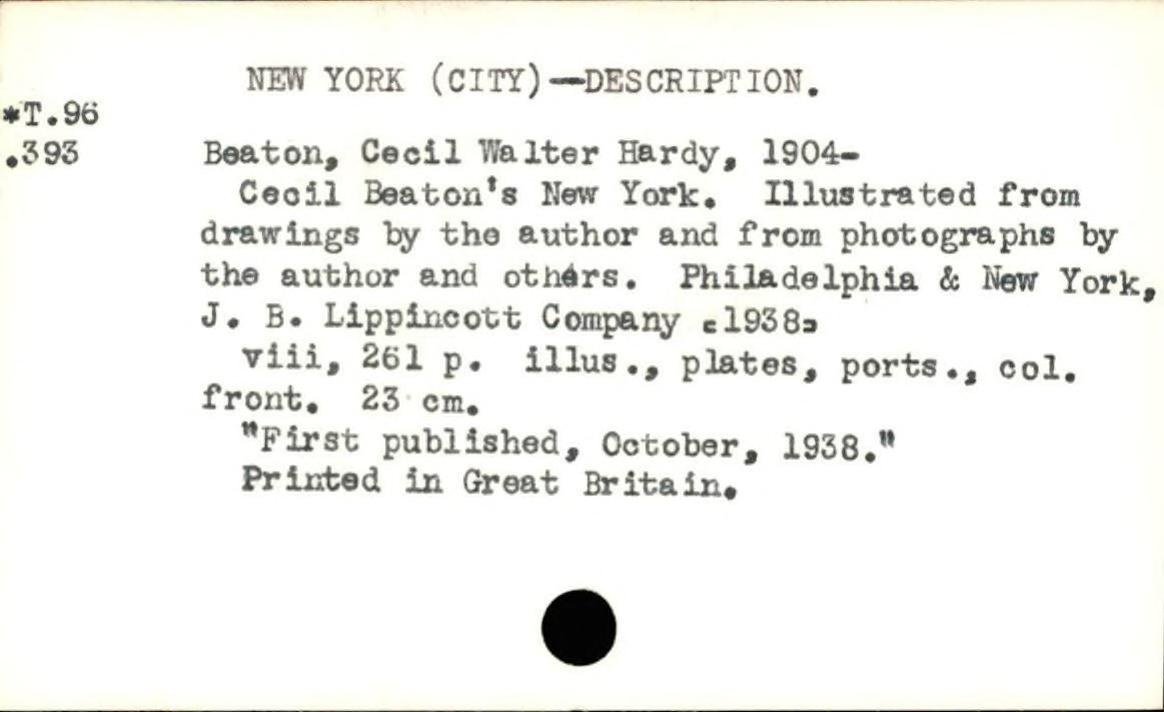 NEW YORK (CITY)—DESCRIPTION.
*T.96
.393
Beaton, Cecil Walter Hardy, 1904-
Cecil Beaton's New York. Illustrated from
drawings by the author and from photographs by
the author and others. Philadelphia & New York,
J. B. Lippincott Company [1938]
viii, 261 p. illus., plates, ports., col.
front. 23 cm.
"First published, October, 1938."
Printed in Great Britain.